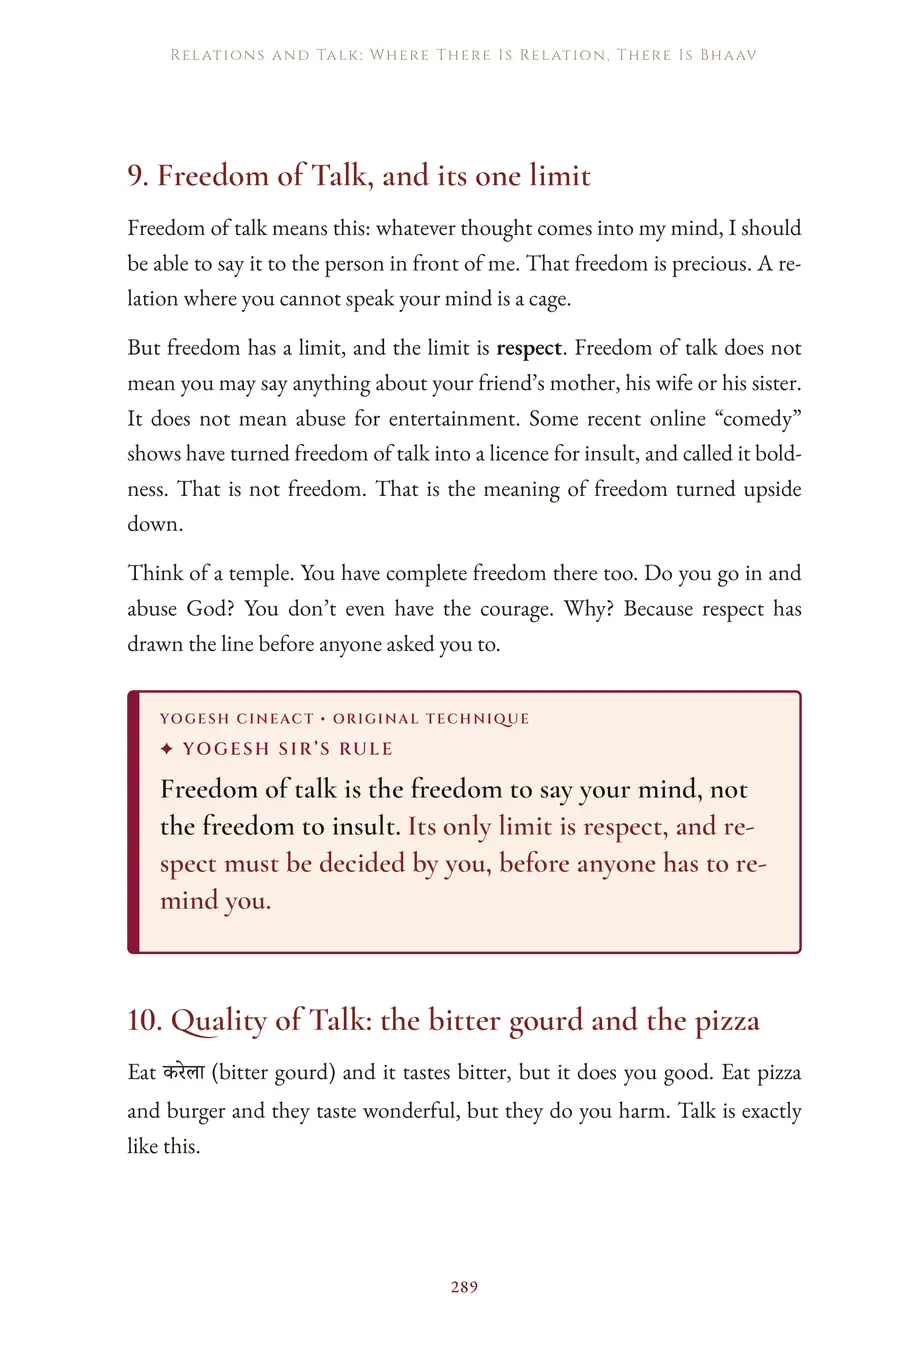 Relations and Talk: Where There Is Relation, There Is Bhaav
9. Freedom of Talk, and its one limit
Freedom of talk means this: whatever thought comes into my mind, I should
be able to say it to the person in front of me. That freedom is precious. A re-
lation where you cannot speak your mind is a cage.
But freedom has a limit, and the limit is respect. Freedom of talk does not
mean you may say anything about your friend’s mother, his wife or his sister.
It does not mean abuse for entertainment. Some recent online “comedy”
shows have turned freedom of talk into a licence for insult, and called it bold-
ness. That is not freedom. That is the meaning of freedom turned upside
down.
Think of a temple. You have complete freedom there too. Do you go in and
abuse God? You don’t even have the courage. Why? Because respect has
drawn the line before anyone asked you to.
YOGESH CINEACT • ORIGINAL TECHNIQUE
✦ YOGESH SIR’S RULE
Freedom of talk is the freedom to say your mind, not
the freedom to insult. Its only limit is respect, and re-
spect must be decided by you, before anyone has to re-
mind you.
10. Quality of Talk: the bitter gourd and the pizza
Eat करेला (bitter gourd) and it tastes bitter, but it does you good. Eat pizza
and burger and they taste wonderful, but they do you harm. Talk is exactly
like this.
289